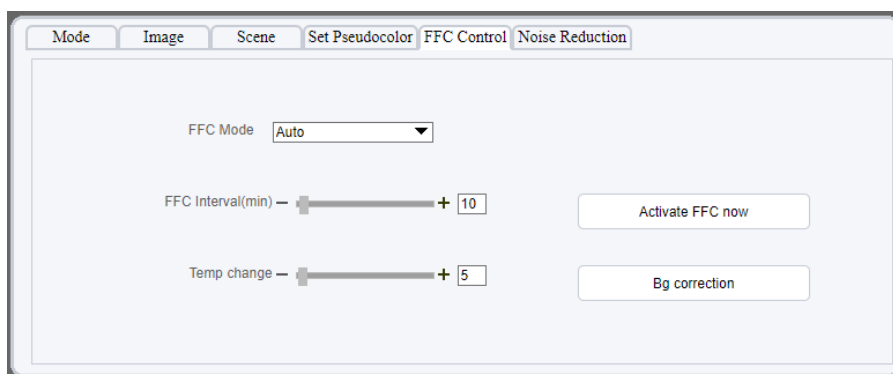 Mode Image Scene Set Pseudocolor FFC Control Noise Reduction
FFC Mode Auto
FFC Interval(min) − + 10 Activate FFC now
Temp change − + 5 Bg correction